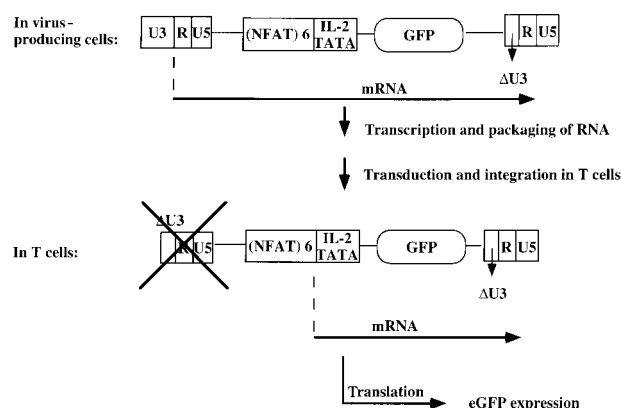 In virus-
producing cells:
U3 R U5 (NFAT) 6 IL-2 TATA GFP R U5
ΔU3
mRNA
Transcription and packaging of RNA
Transduction and integration in T cells
ΔU3
In T cells:
R U5 (NFAT) 6 IL-2 TATA GFP R U5
ΔU3
mRNA
Translation
eGFP expression